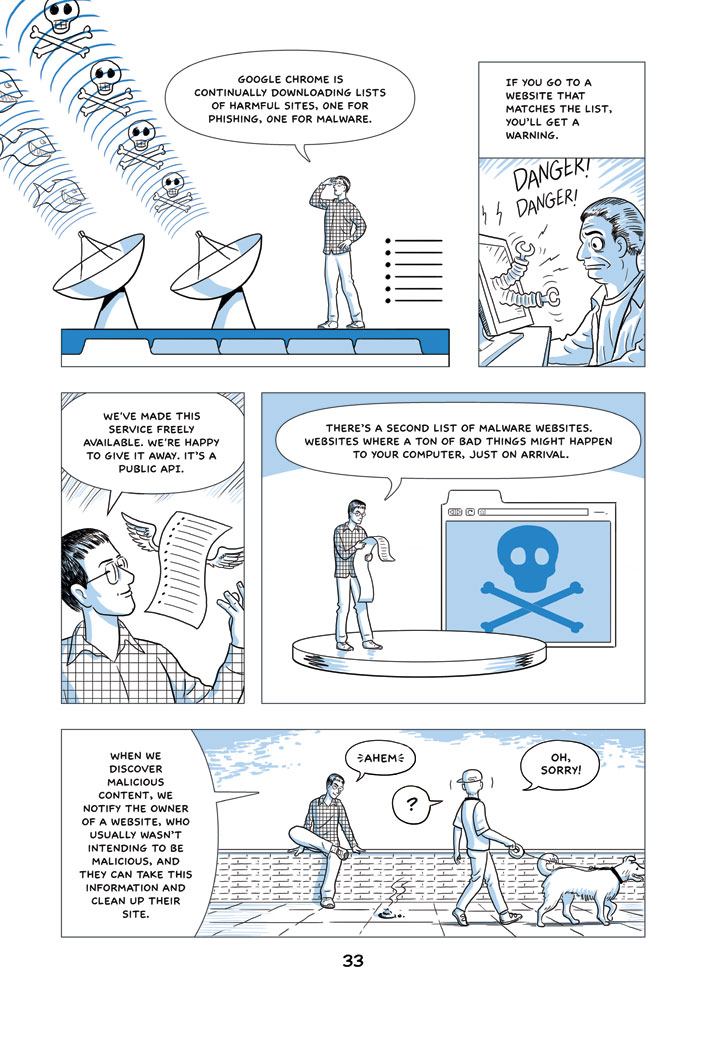 GOOGLE CHROME IS
CONTINUALLY DOWNLOADING LISTS
OF HARMFUL SITES, ONE FOR
PHISHING, ONE FOR MALWARE.
IF YOU GO TO A
WEBSITE THAT
MATCHES THE LIST,
YOU'LL GET A
WARNING.
DANGER!
DANGER!
WE'VE MADE THIS
SERVICE FREELY
AVAILABLE. WE'RE HAPPY
TO GIVE IT AWAY. IT'S A
PUBLIC API.
THERE'S A SECOND LIST OF MALWARE WEBSITES.
WEBSITES WHERE A TON OF BAD THINGS MIGHT HAPPEN
TO YOUR COMPUTER, JUST ON ARRIVAL.
WHEN WE
DISCOVER
MALICIOUS
CONTENT, WE
NOTIFY THE OWNER
OF A WEBSITE, WHO
USUALLY WASN'T
INTENDING TO BE
MALICIOUS, AND
THEY CAN TAKE THIS
INFORMATION AND
CLEAN UP THEIR
SITE.
AHEM
?
OH,
SORRY!
33